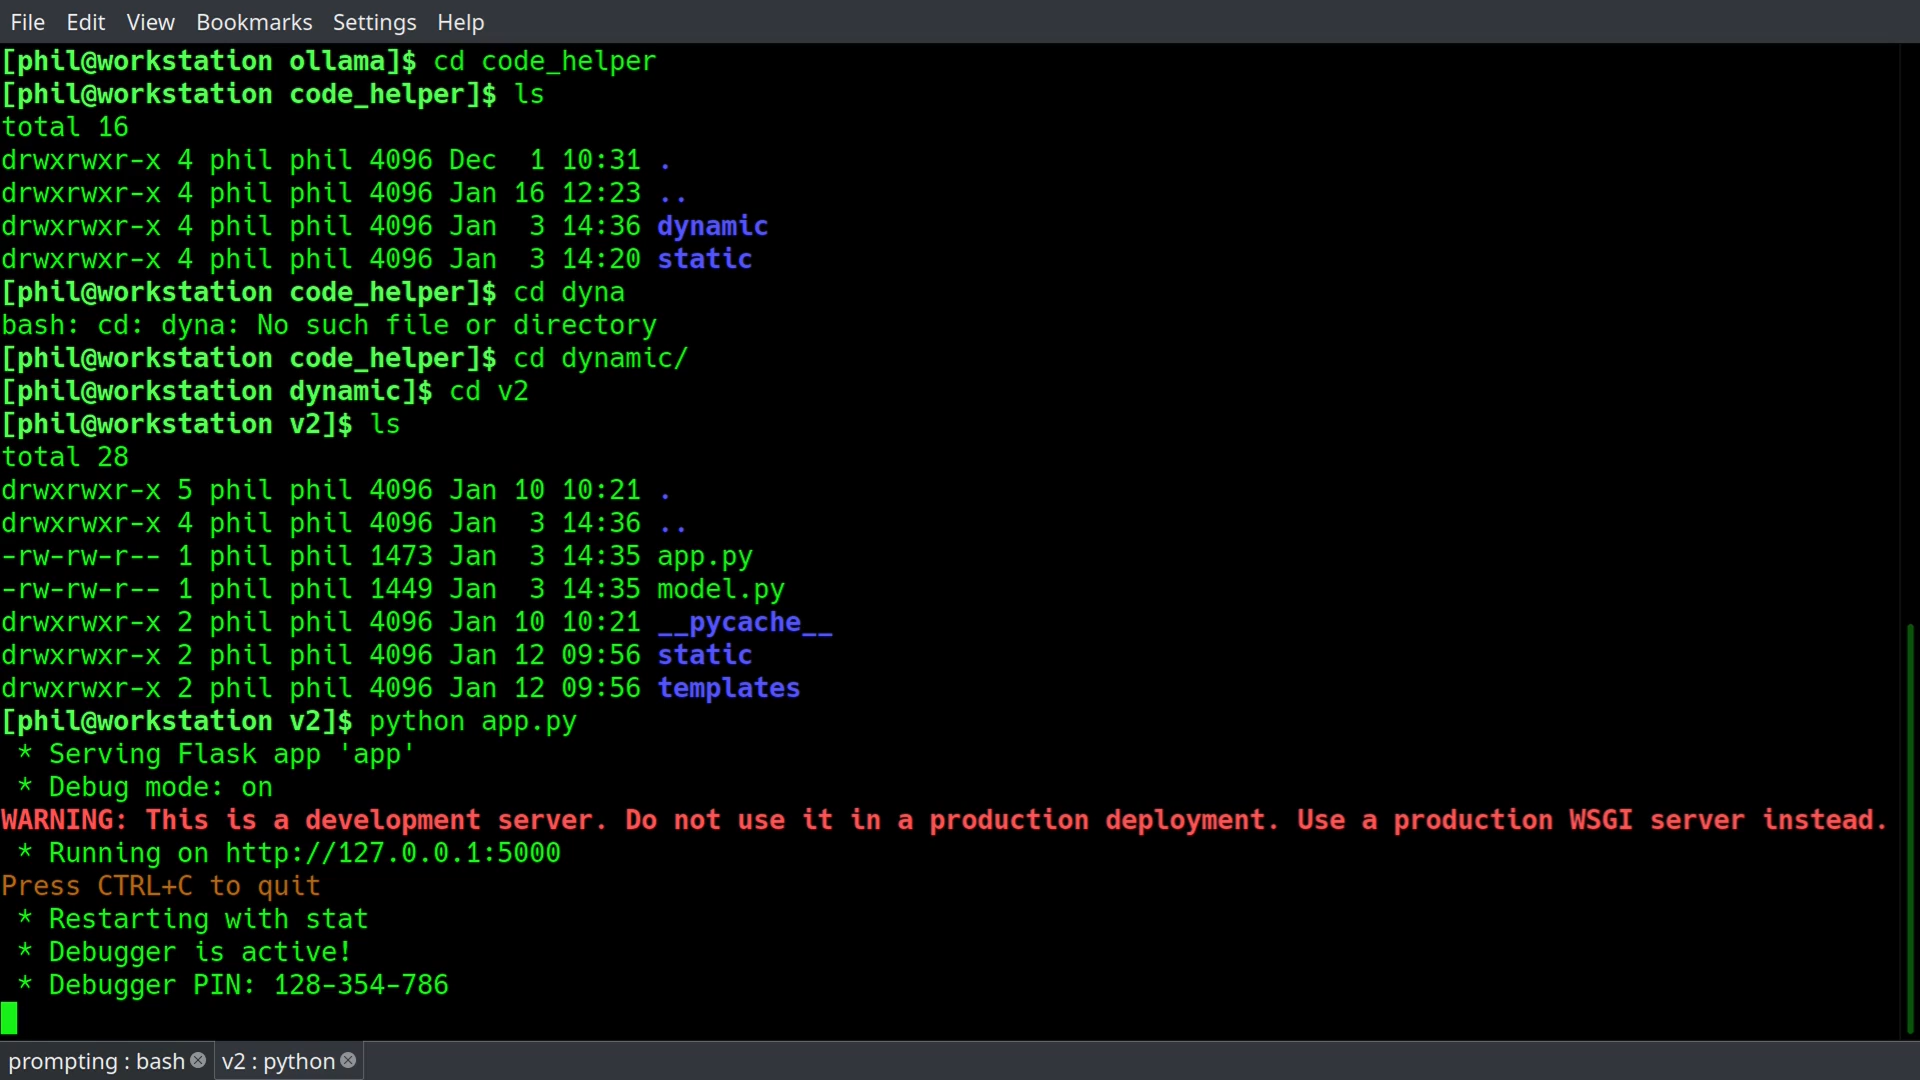 File Edit View Bookmarks Settings Help
[phil@workstation ollama]$ cd code_helper
[phil@workstation code_helper]$ ls
total 16
drwxrwxr-x 4 phil phil 4096 Dec  1 10:31 .
drwxrwxr-x 4 phil phil 4096 Jan 16 12:23 ..
drwxrwxr-x 4 phil phil 4096 Jan  3 14:36 dynamic
drwxrwxr-x 4 phil phil 4096 Jan  3 14:20 static
[phil@workstation code_helper]$ cd dyna
bash: cd: dyna: No such file or directory
[phil@workstation code_helper]$ cd dynamic/
[phil@workstation dynamic]$ cd v2
[phil@workstation v2]$ ls
total 28
drwxrwxr-x 5 phil phil 4096 Jan 10 10:21 .
drwxrwxr-x 4 phil phil 4096 Jan  3 14:36 ..
-rw-rw-r-- 1 phil phil 1473 Jan  3 14:35 app.py
-rw-rw-r-- 1 phil phil 1449 Jan  3 14:35 model.py
drwxrwxr-x 2 phil phil 4096 Jan 10 10:21 __pycache__
drwxrwxr-x 2 phil phil 4096 Jan 12 09:56 static
drwxrwxr-x 2 phil phil 4096 Jan 12 09:56 templates
[phil@workstation v2]$ python app.py
 * Serving Flask app 'app'
 * Debug mode: on
WARNING: This is a development server. Do not use it in a production deployment. Use a production WSGI server instead.
 * Running on http://127.0.0.1:5000
Press CTRL+C to quit
 * Restarting with stat
 * Debugger is active!
 * Debugger PIN: 128-354-786
prompting : bash v2 : python